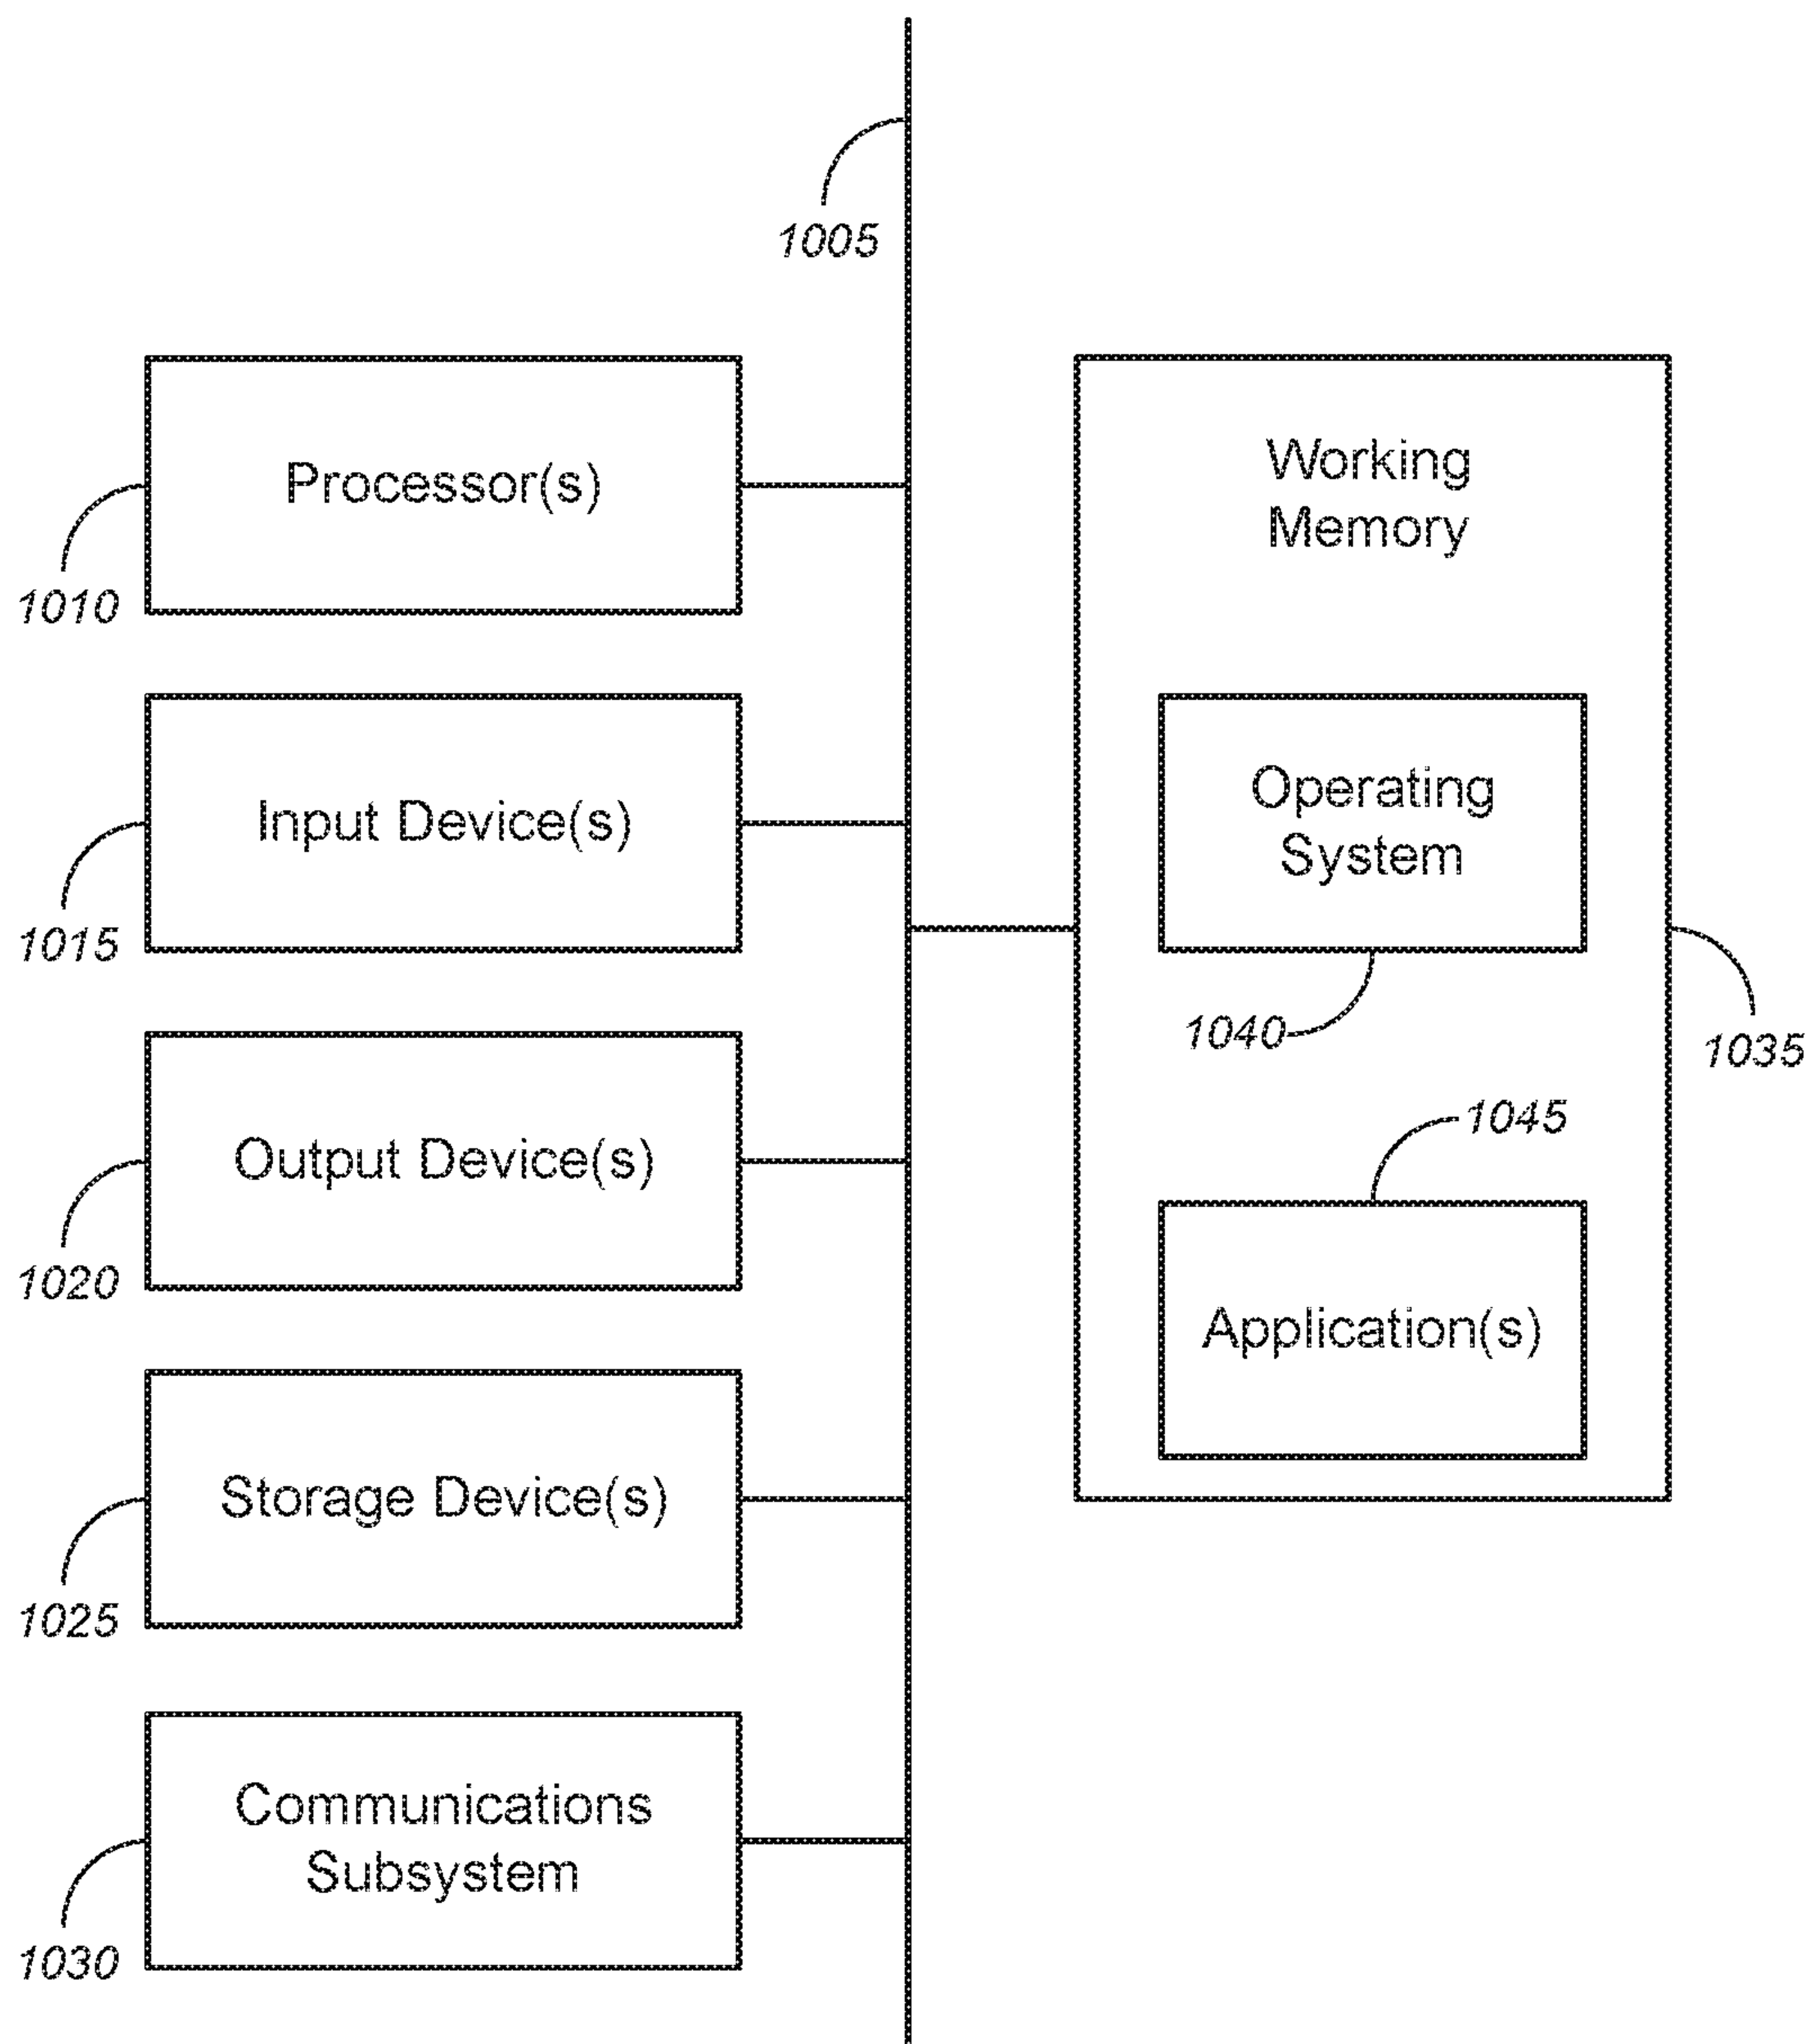 1005
Processor(s)
1010
Input Device(s)
1015
Output Device(s)
1020
Storage Device(s)
1025
Communications
Subsystem
1030
Working
Memory
Operating
System
1040
1035
1045
Application(s)